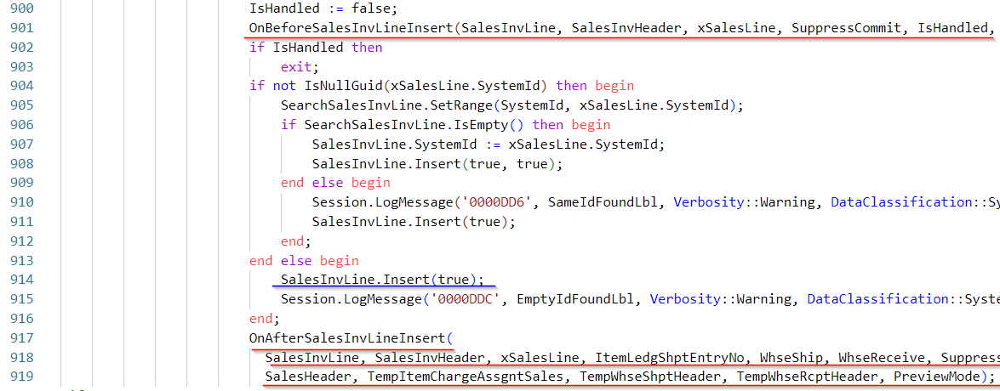 900 IsHandled := false;
901 OnBeforeSalesInvLineInsert(SalesInvLine, SalesInvHeader, xSalesLine, SuppressCommit, IsHandled,
902 if IsHandled then
903 exit;
904 if not IsNullGuid(xSalesLine.SystemId) then begin
905 SearchSalesInvLine.SetRange(SystemId, xSalesLine.SystemId);
906 if SearchSalesInvLine.IsEmpty() then begin
907 SalesInvLine.SystemId := xSalesLine.SystemId;
908 SalesInvLine.Insert(true, true);
909 end else begin
910 Session.LogMessage('0000DD6', SameIdFoundLbl, Verbosity::Warning, DataClassification::Sy
911 SalesInvLine.Insert(true);
912 end;
913 end else begin
914 SalesInvLine.Insert(true);
915 Session.LogMessage('0000DDC', EmptyIdFoundLbl, Verbosity::Warning, DataClassification::Syste
916 end;
917 OnAfterSalesInvLineInsert(
918 SalesInvLine, SalesInvHeader, xSalesLine, ItemLedgShptEntryNo, WhseShip, WhseReceive, Suppress
919 SalesHeader, TempItemChargeAssgntSales, TempWhseShptHeader, TempWhseRcptHeader, PreviewMode);